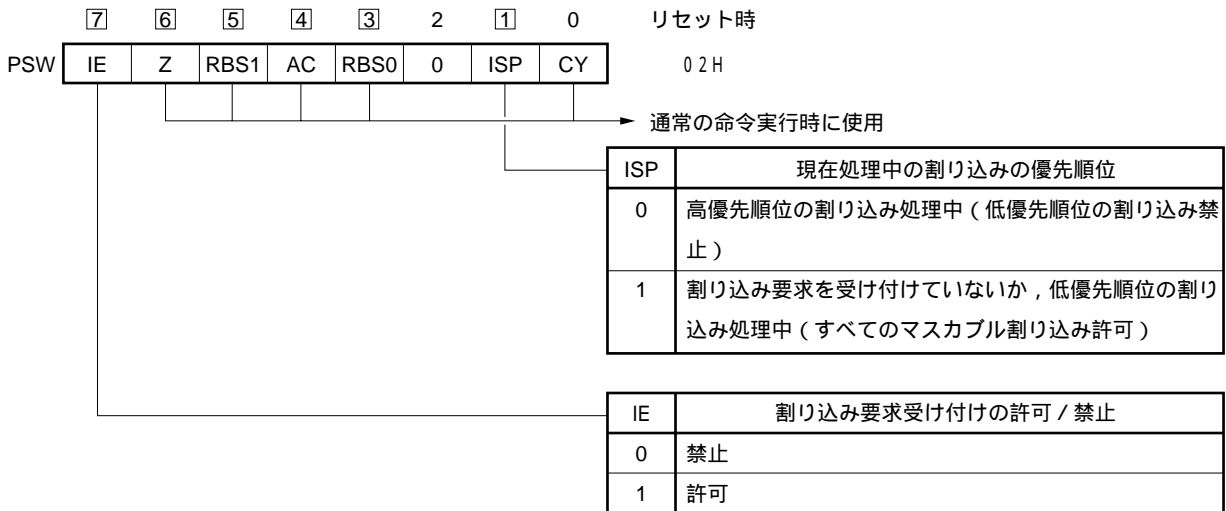 7 6 5 4 3 2 1 0 リセット時
PSW IE Z RBS1 AC RBS0 0 ISP CY 02H
通常の命令実行時に使用
ISP 現在処理中の割り込みの優先順位
0 高優先順位の割り込み処理中(低優先順位の割り込み禁
止)
1 割り込み要求を受け付けていないか,低優先順位の割り
込み処理中(すべてのマスカブル割り込み許可)
IE 割り込み要求受け付けの許可/禁止
0 禁止
1 許可